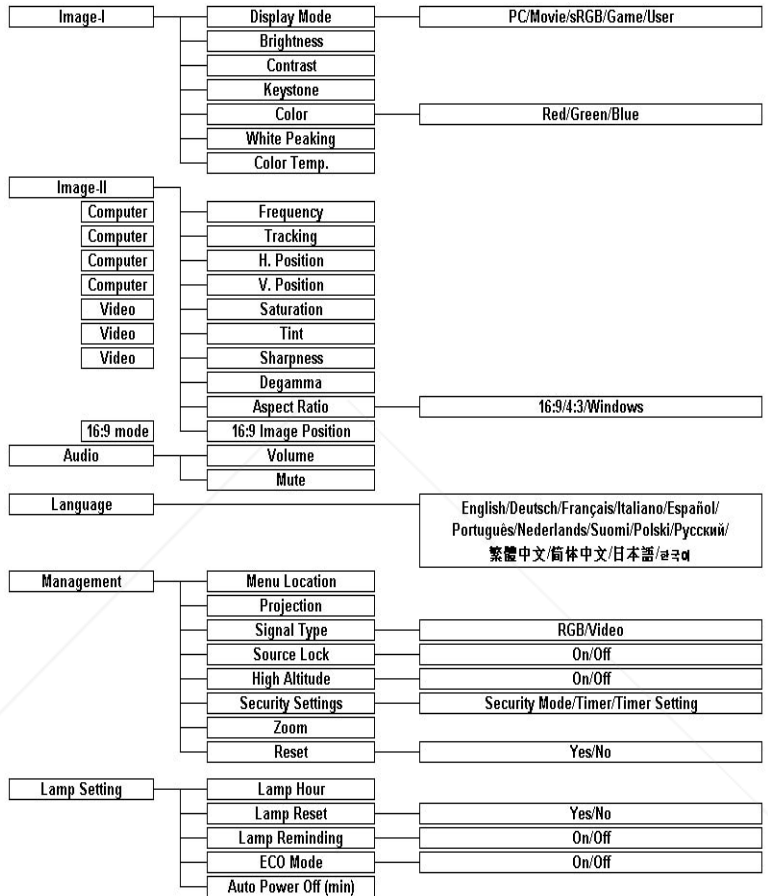 Image-I Display Mode PC/Movie/sRGB/Game/User
Brightness
Contrast
Keystone
Color Red/Green/Blue
White Peaking
Color Temp.
Image-II
Computer Frequency
Computer Tracking
Computer H. Position
Computer V. Position
Video Saturation
Video Tint
Video Sharpness
Degamma
Aspect Ratio 16:9/4:3/Windows
16:9 mode 16:9 Image Position
Audio Volume
Mute
Language English/Deutsch/Français/Italiano/Español/
Português/Nederlands/Suomi/Polski/Русский/
繁體中文/简体中文/日本語/한국어
Management Menu Location
Projection
Signal Type RGB/Video
Source Lock On/Off
High Altitude On/Off
Security Settings Security Mode/Timer/Timer Setting
Zoom
Reset Yes/No
Lamp Setting Lamp Hour
Lamp Reset Yes/No
Lamp Reminding On/Off
ECO Mode On/Off
Auto Power Off (min)